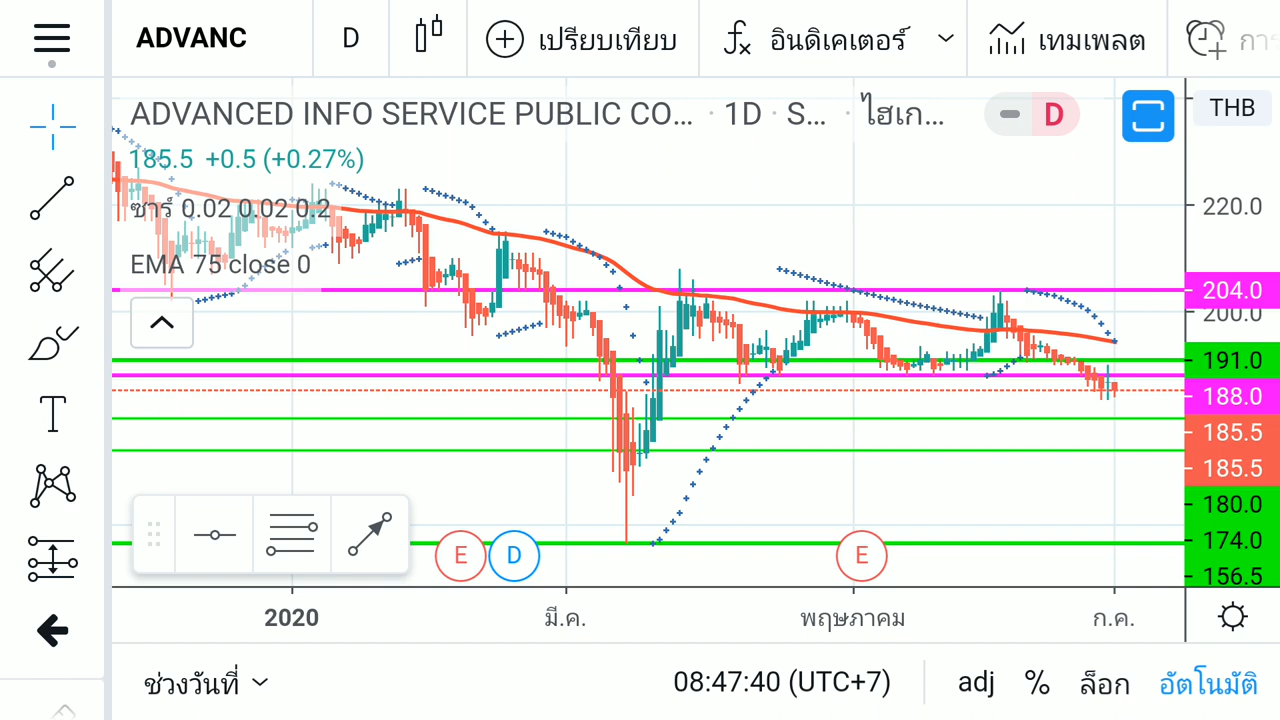 ADVANC D เปรียบเทียบ อินดิเคเตอร์ เทมเพลต
ADVANCED INFO SERVICE PUBLIC CO... · 1D · S... · ไฮเก... D THB
185.5 +0.5 (+0.27%)
ซาร์ 0.02 0.02 0.2
220.0
EMA 75 close 0
204.0
200.0
191.0
188.0
185.5
185.5
180.0
174.0
156.5
E D E
2020 มี.ค. พฤษภาคม ก.ค.
ช่วงวันที่ 08:47:40 (UTC+7) adj % ล็อก อัตโนมัติ